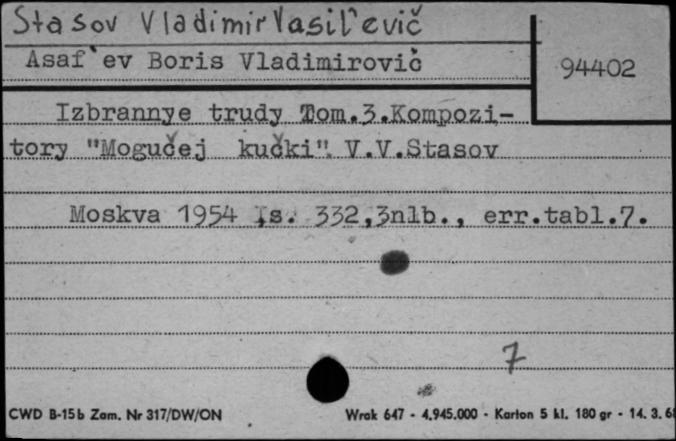 Stasov Vladimir Vasil'evič
Asaf'ev Boris Vladimirovič
94402
Izbrannye trudy Tom.3.Kompozi-
tory "Mogučej kučki". V.V.Stasov
Moskva 1954 ,s. 332,3nlb., err.tabl.7.
7
CWD B-15b Zam. Nr 317/DW/ON Wrak 647 - 4.945.000 - Karton 5 kl. 180 gr - 14. 3. 68